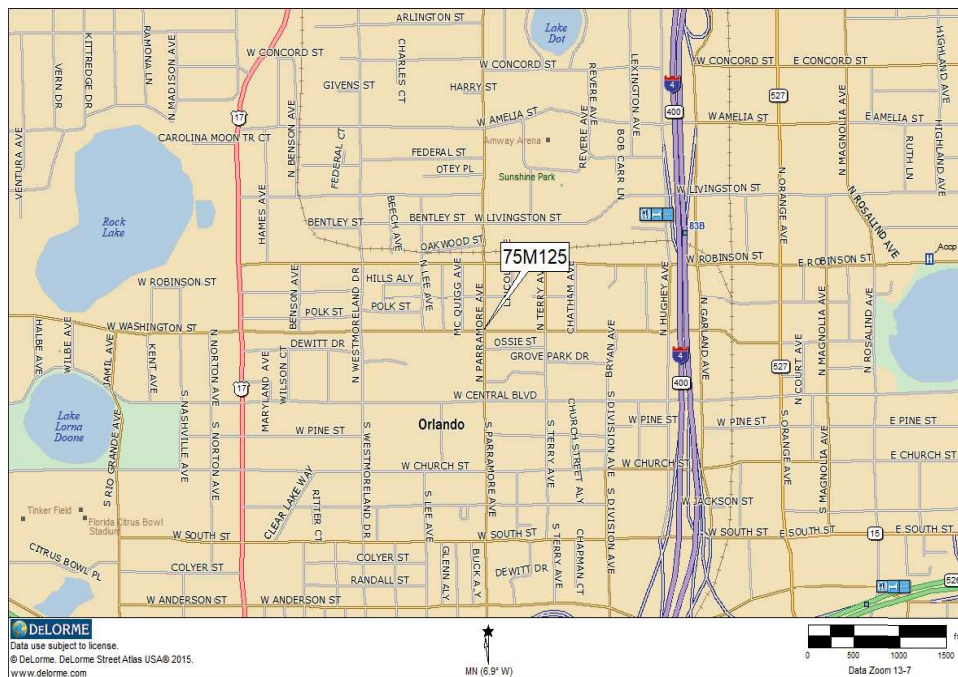 ARLINGTON ST
Lake
Dot
W CONCORD ST
W CONCORD ST
W CONCORD ST
E CONCORD ST
VENTURA AVE
VERN DR
KITTREDGE DR
RAMONA LN
N MADISON AVE
CHARLES CT
GIVENS ST
HARRY ST
REVERE AVE
LEXINGTON AVE
4
400
527
HIGHLAND AVE
17
N BENSON AVE
W AMELIA ST
W AMELIA ST
E AMELIA ST
CAROLINA MOON TR CT
Amway Arena
REVERE AVE
BOB CARR LN
N MAGNOLIA AVE
RUTH LN
HIGHLAND AVE
FEDERAL CT
FEDERAL ST
OTEY PL
Sunshine Park
W LIVINGSTON ST
Rock
Lake
HAMES AVE
BENTLEY ST
BEECH AVE
BENTLEY ST
W LIVINGSTON ST
83B
N ORANGE AVE
N ROSALIND AVE
OAKWOOD ST
75M125
W ROBINSON ST
E ROBINSON ST
H
W ROBINSON ST
BENSON AVE
N WESTMORELAND DR
HILLS ALY
N LEE AVE
MC QUIGG AVE
N PARRAMORE AVE
N TERRY AVE
CHATHAM AVE
N HUGHEY AVE
N GARLAND AVE
POLK ST
POLK ST
HALBE AVE
WILBE AVE
JAMIL AVE
W WASHINGTON ST
KENT AVE
N NORTON AVE
DEWITT DR
OSSIE ST
GROVE PARK DR
BRYAN AVE
4
400
527
N COURT AVE
N MAGNOLIA AVE
N ROSALIND AVE
17
MARYLAND AVE
WILSON CT
W CENTRAL BLVD
Lake
Lorna
Doone
S NASHVILLE AVE
S NORTON AVE
W PINE ST
Orlando
W PINE ST
W PINE ST
E PINE ST
S RIO GRANDE AVE
S WESTMORELAND DR
S PARRAMORE AVE
S TERRY AVE
CHURCH STREET ALY
S DIVISION AVE
S ORANGE AVE
S MAGNOLIA AVE
W CHURCH ST
W CHURCH ST
E CHURCH ST
CLEAR LAKE WAY
RITTER CT
S LEE AVE
S DIVISION AVE
W JACKSON ST
Tinker Field
Florida Citrus Bowl
Stadium
W SOUTH ST
W SOUTH ST
W SOUTH ST
E SOUTH ST
15
E SOUTH ST
CITRUS BOWL PL
COLYER ST
COLYER ST
RANDALL ST
GLENN ALY
BUCK ALY
DEWITT DR
S TERRY AVE
CHAPMAN CT
W ANDERSON ST
W ANDERSON ST
526
DELORME
Data use subject to license.
© DeLorme. DeLorme Street Atlas USA® 2015.
www.delorme.com
MN (6.9° W)
0 500 1000 1500
Data Zoom 13-7